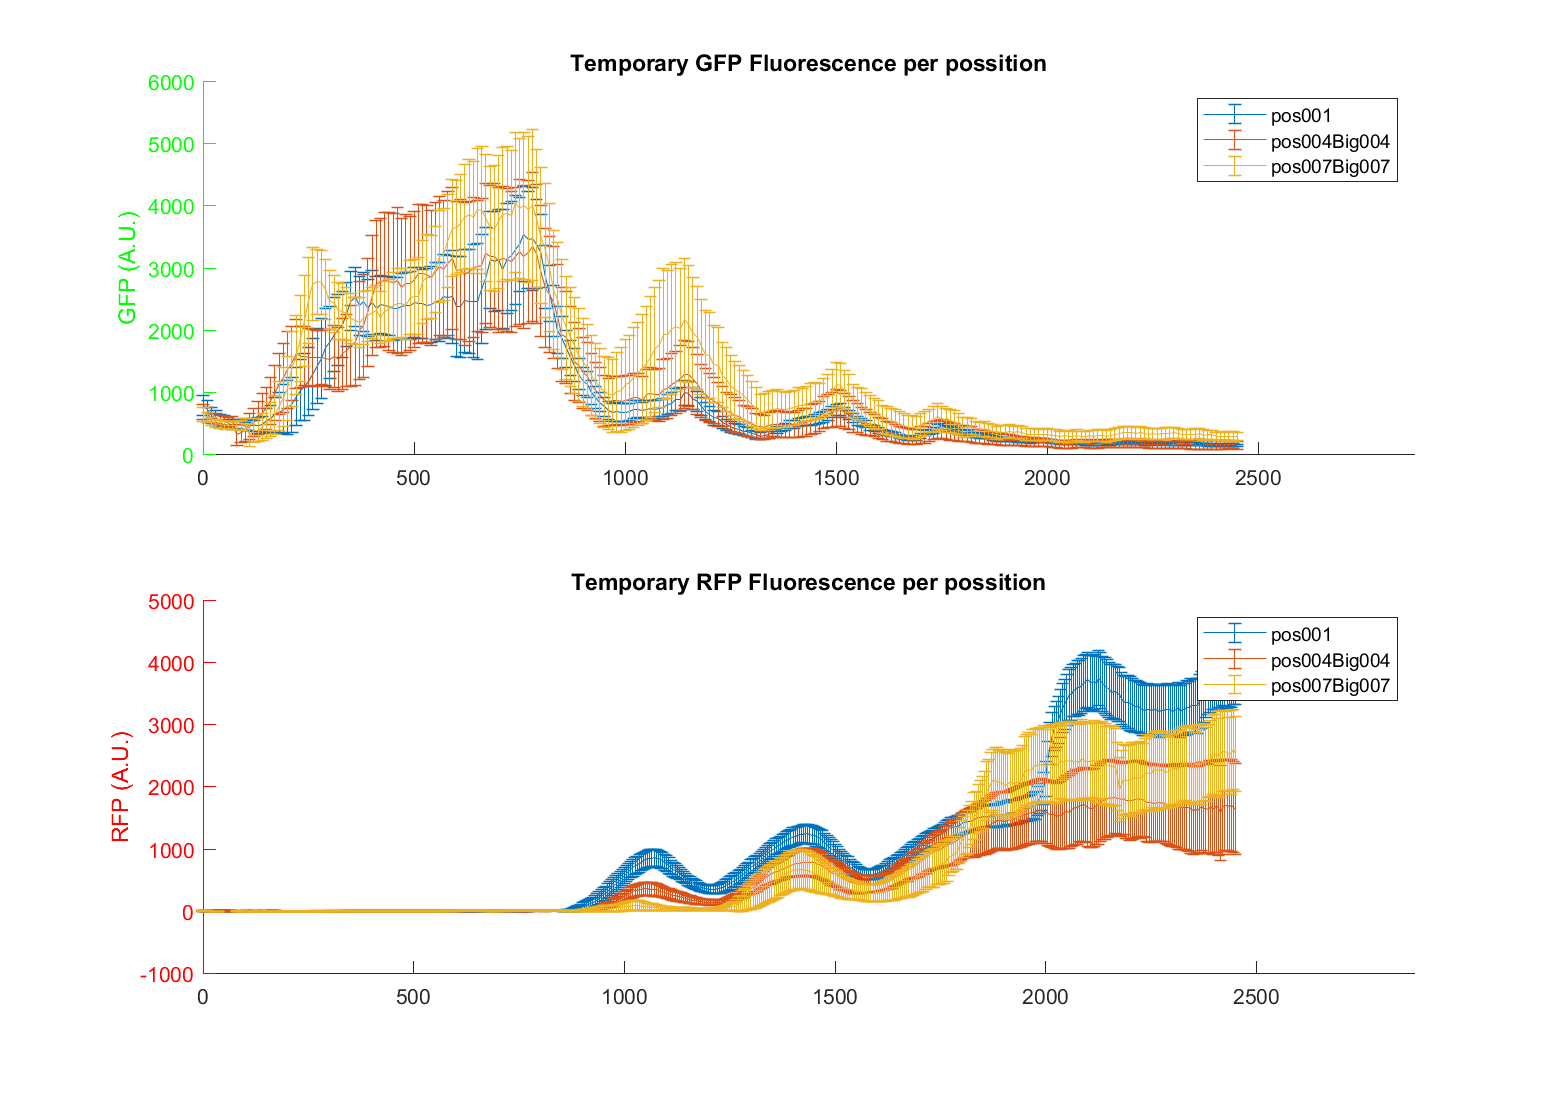 Temporary GFP Fluorescence per possition
6000
5000
4000
3000
2000
1000
0
GFP (A.U.)
pos001
pos004Big004
pos007Big007
0 500 1000 1500 2000 2500
Temporary RFP Fluorescence per possition
5000
4000
3000
2000
1000
0
-1000
RFP (A.U.)
pos001
pos004Big004
pos007Big007
0 500 1000 1500 2000 2500